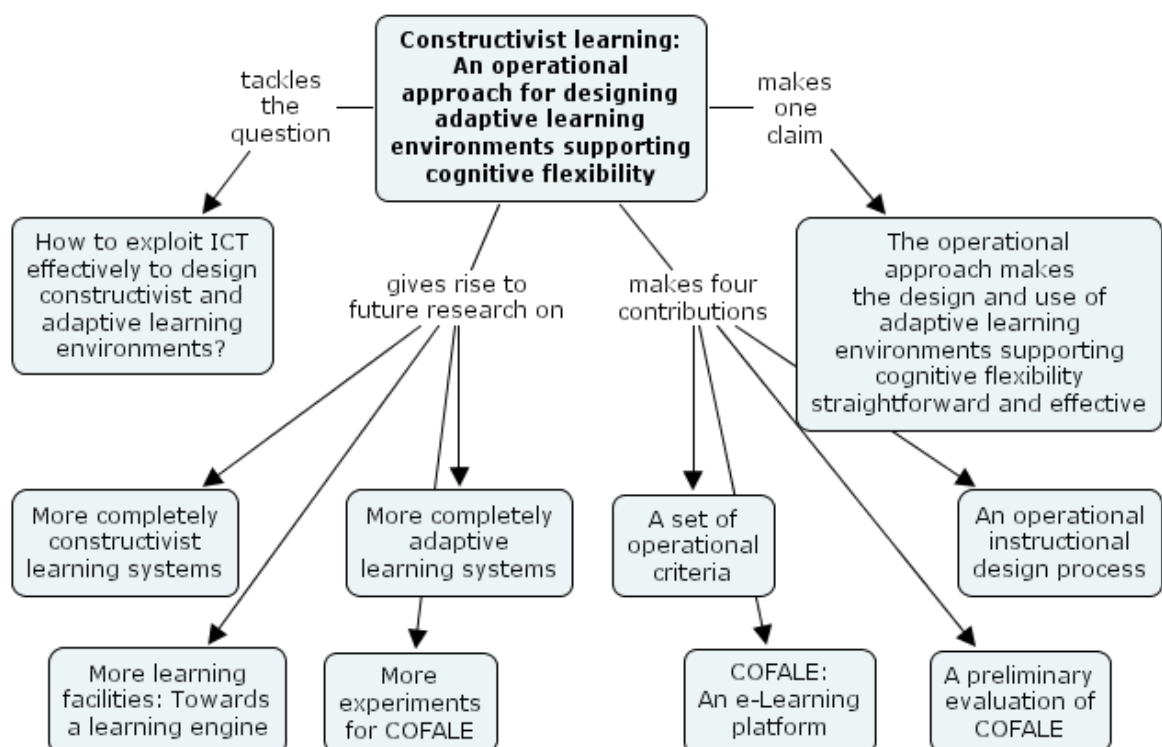 Constructivist learning:
An operational
approach for designing
adaptive learning
environments supporting
cognitive flexibility
tackles
the
question
makes
one
claim
How to exploit ICT
effectively to design
constructivist and
adaptive learning
environments?
gives rise to
future research on
makes four
contributions
The operational
approach makes
the design and use of
adaptive learning
environments supporting
cognitive flexibility
straightforward and effective
More completely
constructivist
learning systems
More completely
adaptive
learning systems
A set of
operational
criteria
An operational
instructional
design process
More learning
facilities: Towards
a learning engine
More
experiments
for COFALE
COFALE:
An e-Learning
platform
A preliminary
evaluation of
COFALE